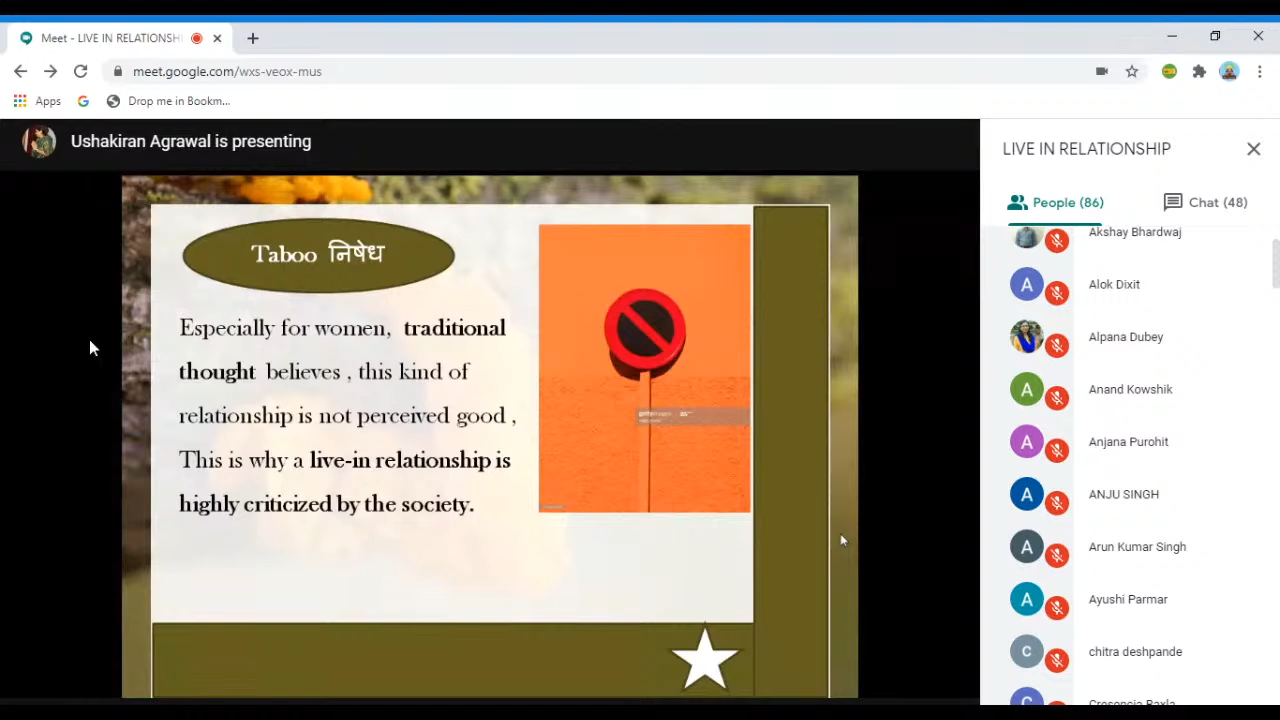 Meet - LIVE IN RELATIONSH
meet.google.com/wxs-veox-mus
Apps
Drop me in Bookm...
Ushakiran Agrawal is presenting
LIVE IN RELATIONSHIP
People (86)
Chat (48)
Taboo निषेध
Especially for women, traditional
thought believes , this kind of
relationship is not perceived good ,
This is why a live-in relationship is
highly criticized by the society.
Akshay Bhardwaj
A Alok Dixit
Alpana Dubey
A Anand Kowshik
A Anjana Purohit
A ANJU SINGH
A Arun Kumar Singh
A Ayushi Parmar
C chitra deshpande